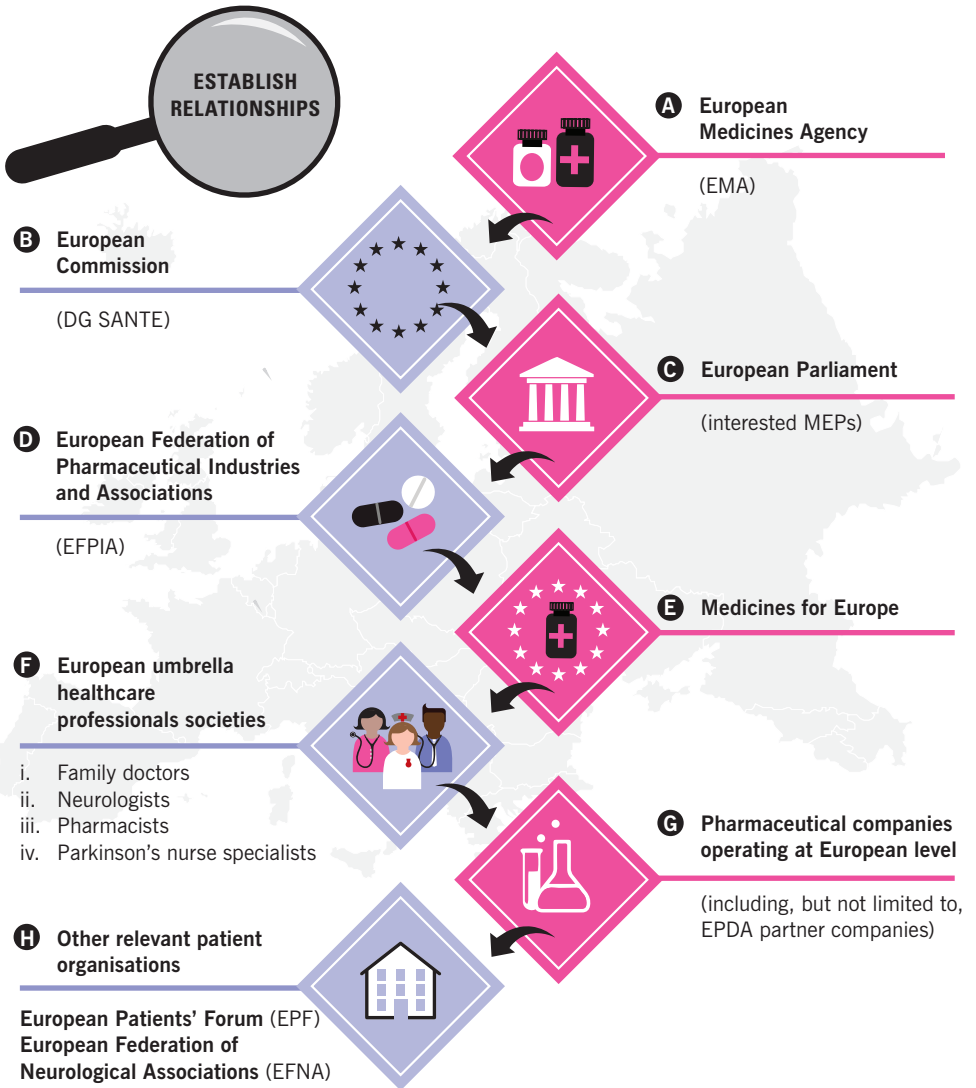 ESTABLISH
RELATIONSHIPS
A European
Medicines Agency
(EMA)
B European
Commission
(DG SANTE)
C European Parliament
(interested MEPs)
D European Federation of
Pharmaceutical Industries
and Associations
(EFPIA)
E Medicines for Europe
F European umbrella
healthcare
professionals societies
i. Family doctors
ii. Neurologists
iii. Pharmacists
iv. Parkinson's nurse specialists
G Pharmaceutical companies
operating at European level
(including, but not limited to,
EPDA partner companies)
H Other relevant patient
organisations
European Patients' Forum (EPF)
European Federation of
Neurological Associations (EFNA)